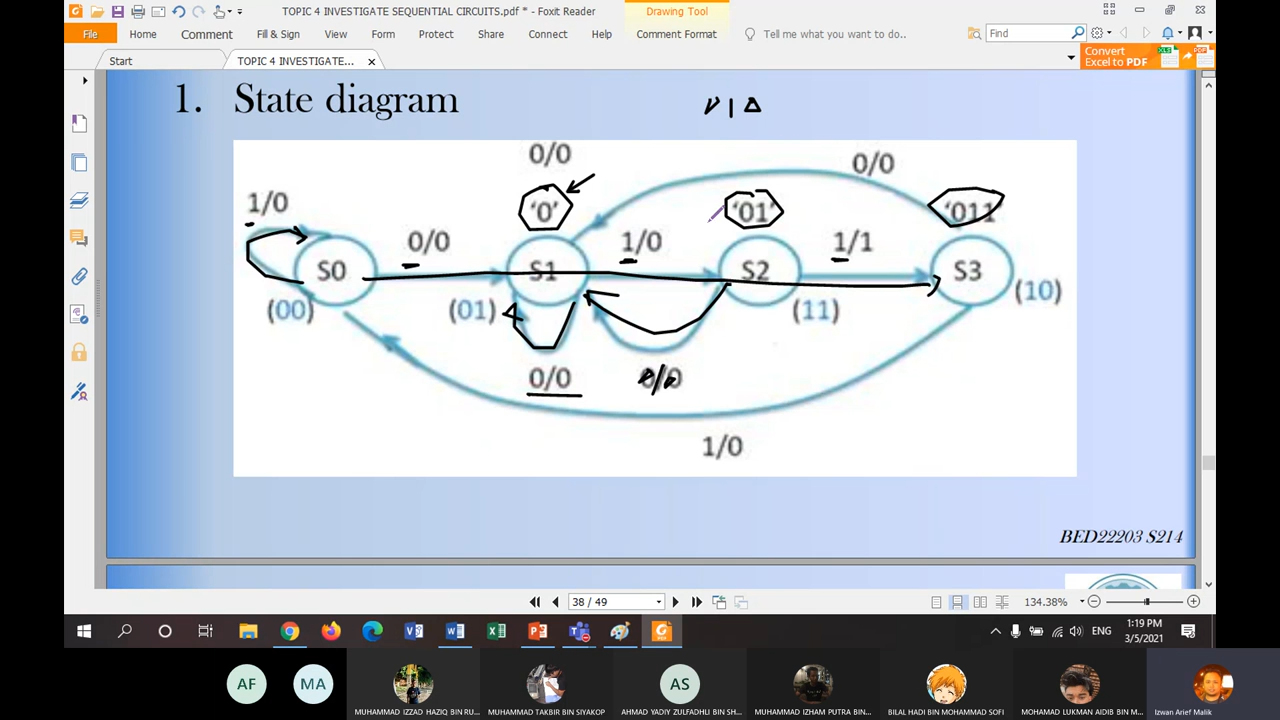 TOPIC 4 INVESTIGATE SEQUENTIAL CIRCUITS.pdf * - Foxit Reader
Drawing Tool
File Home Comment Fill & Sign View Form Protect Share Connect Help Comment Format Tell me what you want to do.. Find
Start
TOPIC 4 INVESTIGATE...
Convert
Excel to PDF
1. State diagram
0/0
0/0
1/0
'0'
'01'
'011'
0/0
1/0
1/1
S0
S1
S2
S3
(00)
(01)
(11)
(10)
0/0
0/0
1/0
BED22203 S214
38 / 49
134.38%
ENG
1:19 PM
3/5/2021
AF
MA
MUHAMMAD IZZAD HAZIQ BIN RU...
MUHAMMAD TAKBIR BIN SIYAKOP
AS
AHMAD YADIY ZULFADHLI BIN SH...
MUHAMMAD IZHAM PUTRA BIN...
BILAL HADI BIN MOHAMMAD SOFI
MOHAMAD LUKMAN AIDIB BIN M...
Izwan Arief Malik